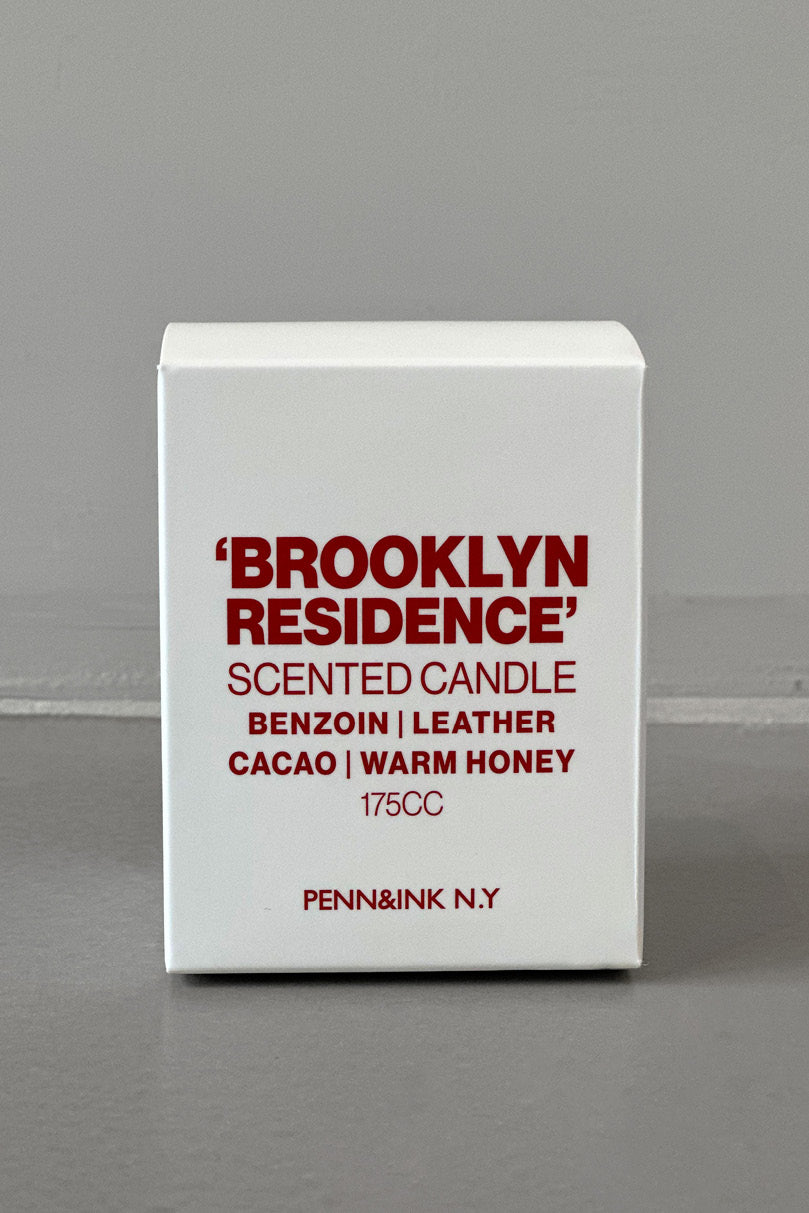 ‘BROOKLYN
RESIDENCE’
SCENTED CANDLE
BENZOIN | LEATHER
CACAO | WARM HONEY
175CC
PENN&INK N.Y